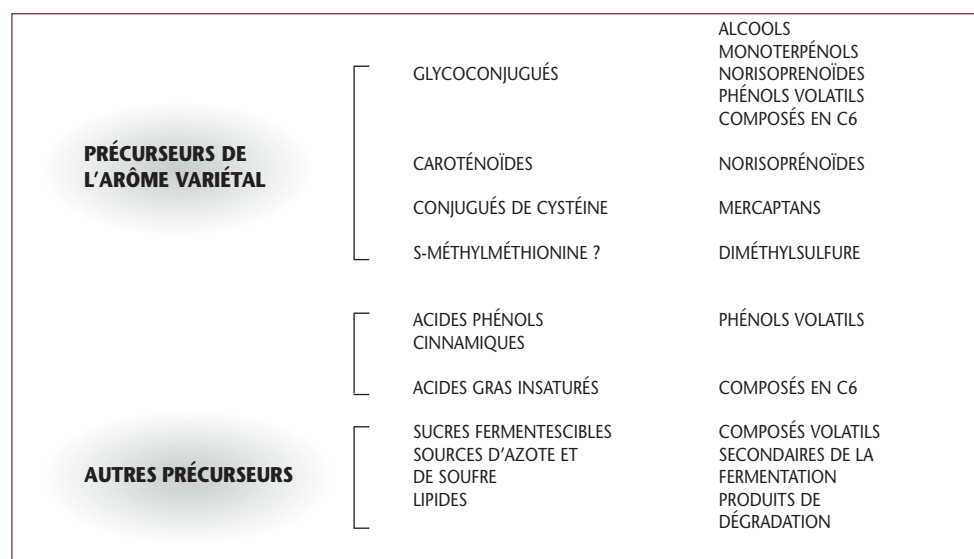 PRÉCURSEURS DE
L'ARÔME VARIÉTAL
GLYCOCONJUGUÉS
ALCOOLS
MONOTERPÉNOLS
NORISOPRENOÏDES
PHÉNOLS VOLATILS
COMPOSÉS EN C6
CAROTÉNOÏDES
NORISOPRÉNOÏDES
CONJUGUÉS DE CYSTÉINE
MERCAPTANS
S-MÉTHYLMÉTHIONINE ?
DIMÉTHYLSULFURE
ACIDES PHÉNOLS
CINNAMIQUES
PHÉNOLS VOLATILS
ACIDES GRAS INSATURÉS
COMPOSÉS EN C6
AUTRES PRÉCURSEURS
SUCRES FERMENTESCIBLES
SOURCES D'AZOTE ET
DE SOUFRE
LIPIDES
COMPOSÉS VOLATILS
SECONDAIRES DE LA
FERMENTATION
PRODUITS DE
DÉGRADATION